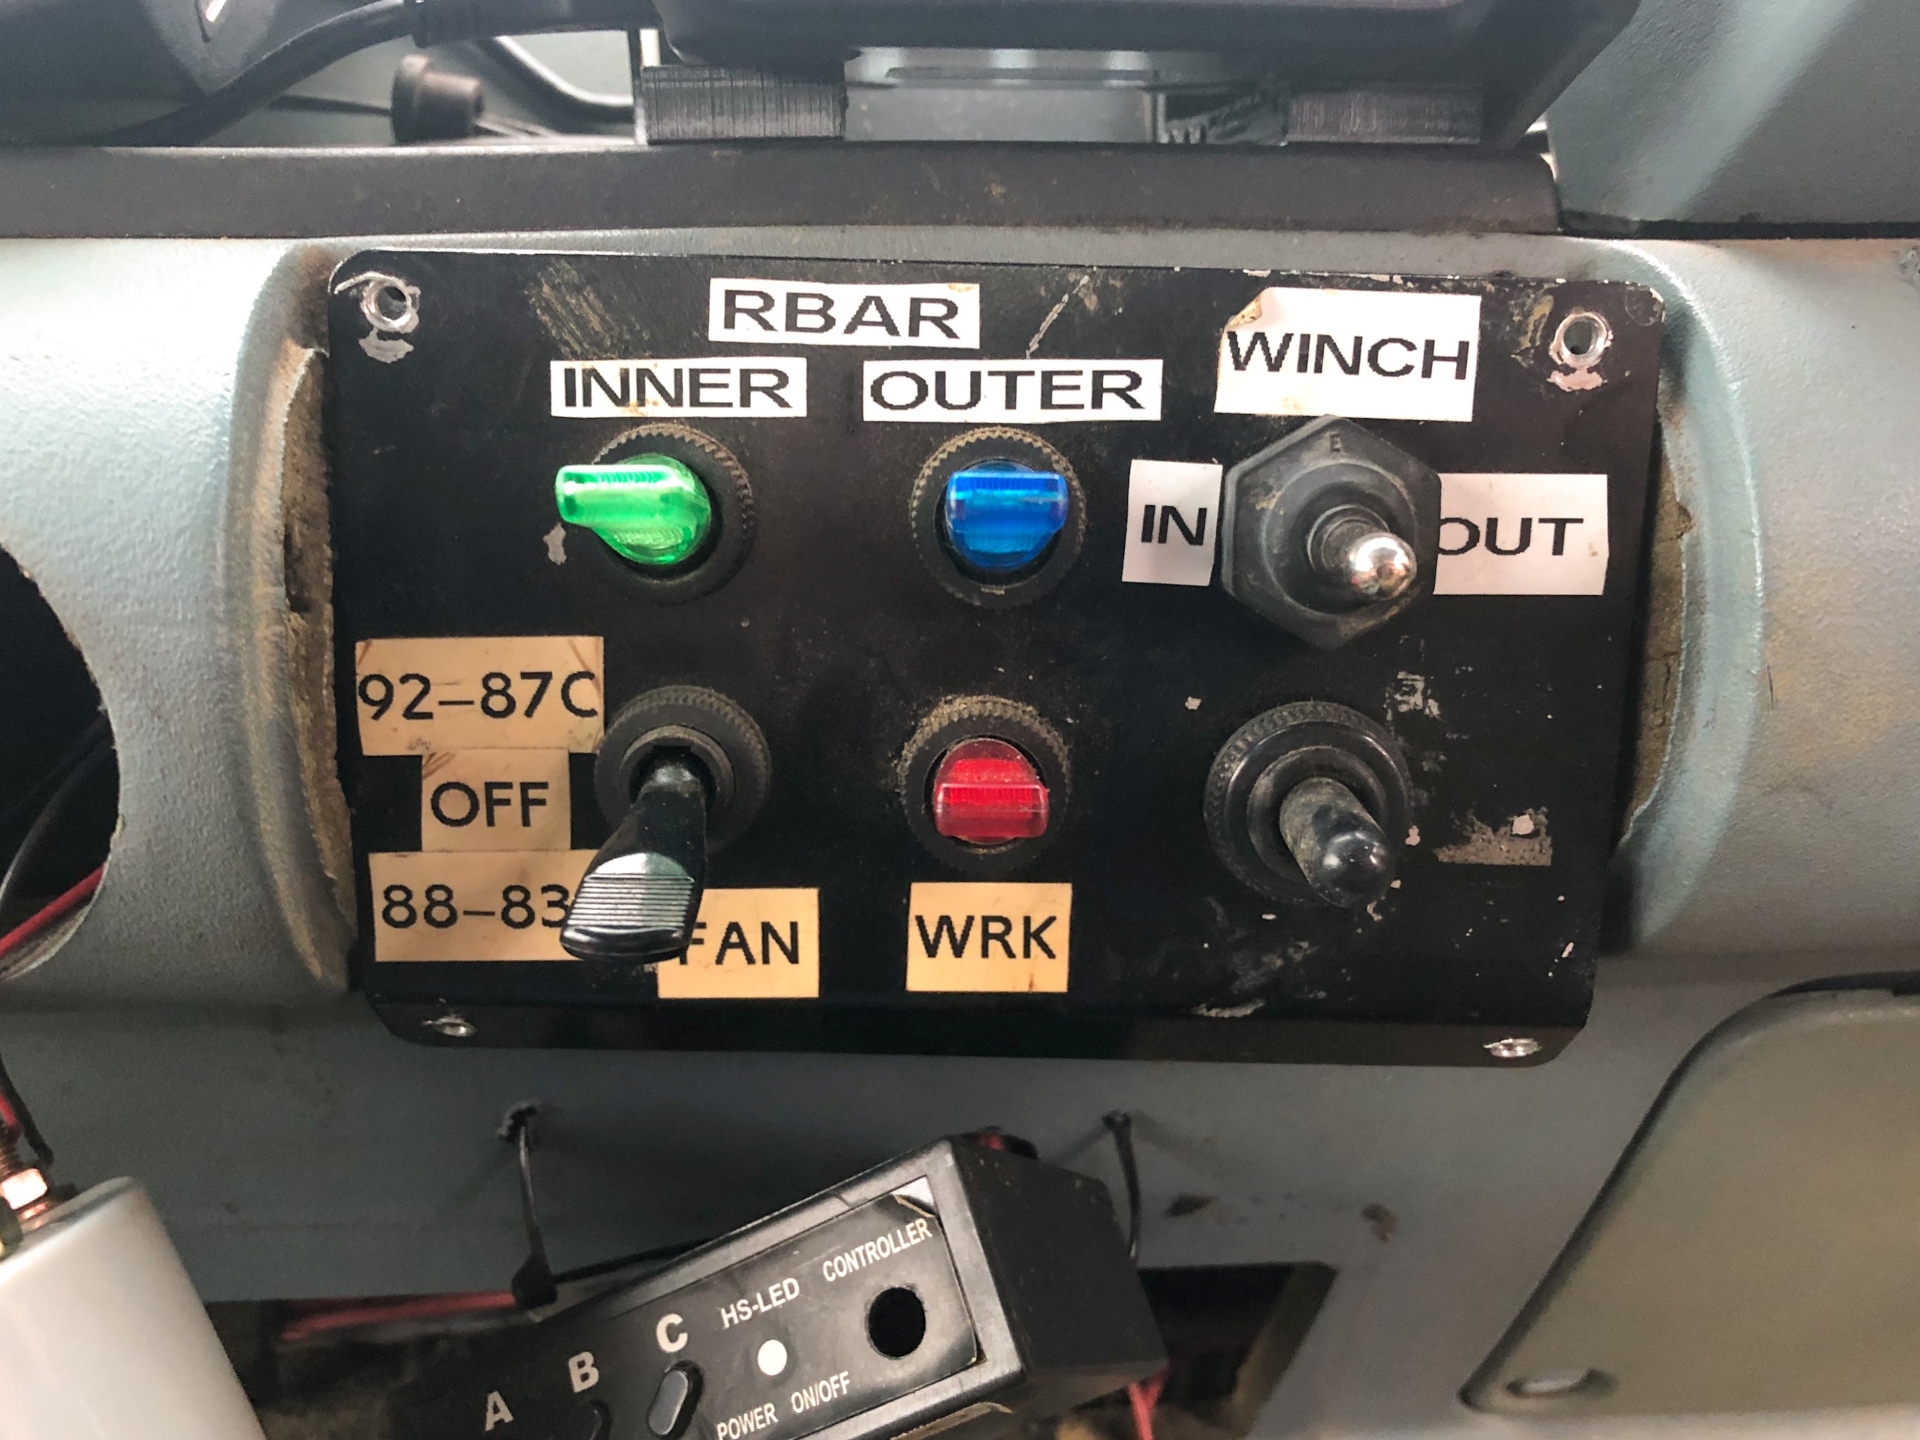 RBAR
INNER
OUTER
WINCH
IN
OUT
92-87C
OFF
88-83
FAN
WRK
A
B
C
HS-LED
CONTROLLER
POWER ON/OFF